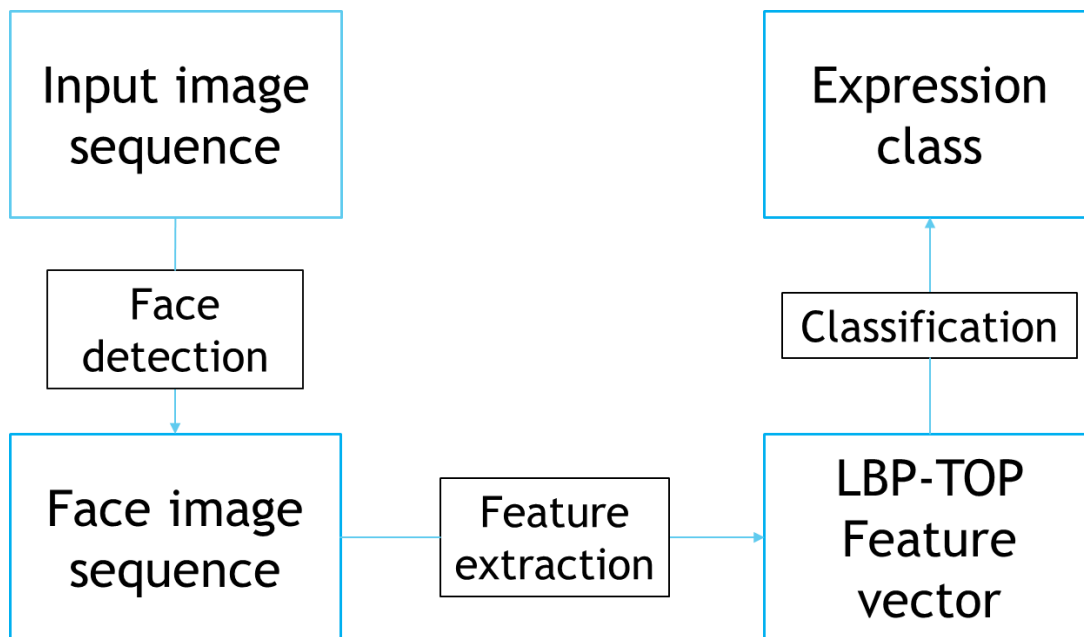 Input image
sequence
Face
detection
Face image
sequence
Feature
extraction
LBP-TOP
Feature
vector
Classification
Expression
class